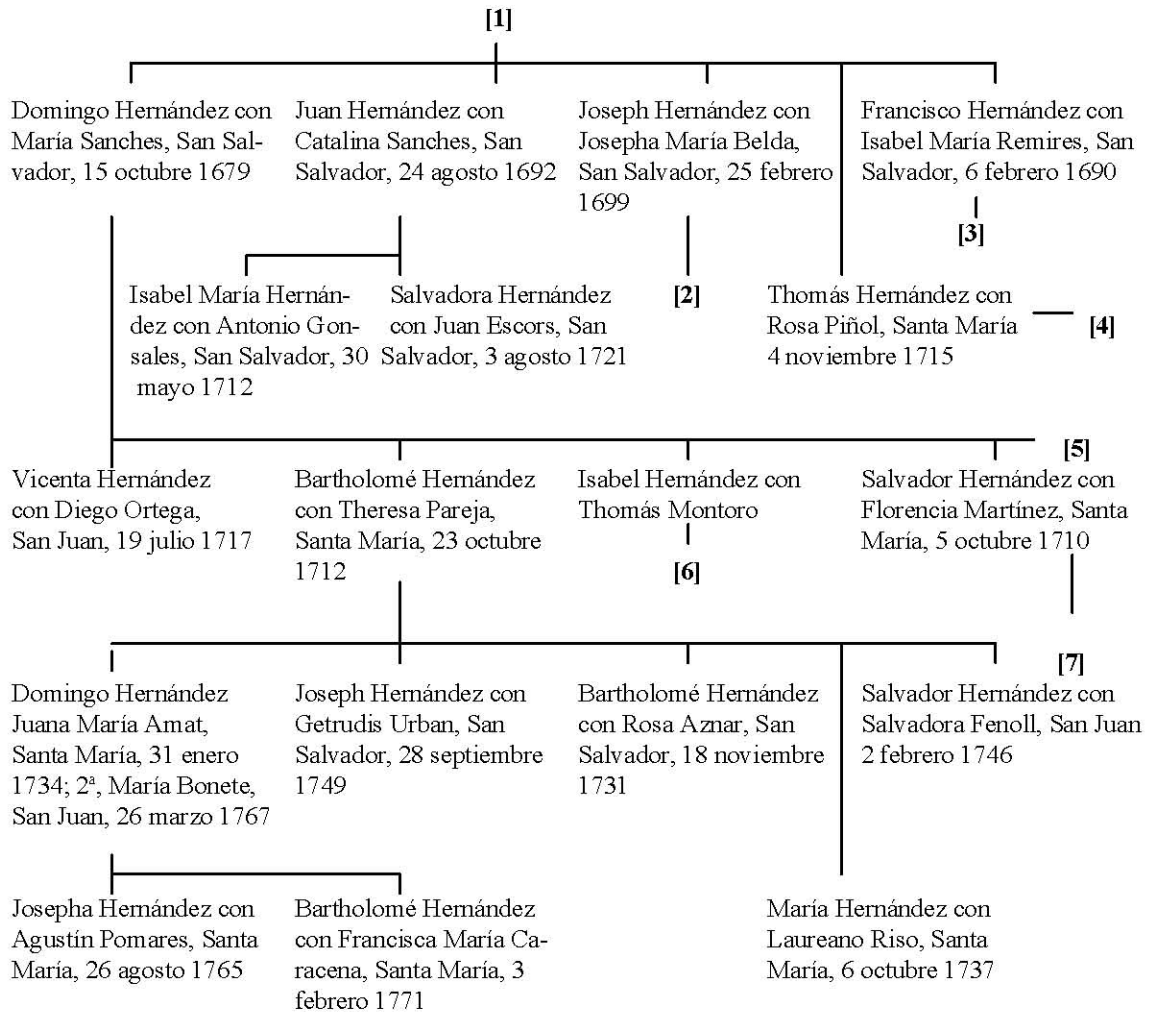 [1]
Domingo Hernández con
María Sanches, San Sal-
vador, 15 octubre 1679
Juan Hernández con
Catalina Sanches, San
Salvador, 24 agosto 1692
Joseph Hernández con
Josepha María Belda,
San Salvador, 25 febrero
1699
Francisco Hernández con
Isabel María Remires, San
Salvador, 6 febrero 1690
[3]
Isabel María Hernán-
dez con Antonio Gon-
sales, San Salvador, 30
mayo 1712
Salvadora Hernández
con Juan Escors, San
Salvador, 3 agosto 1721
[2]
Thomás Hernández con
Rosa Piñol, Santa María
4 noviembre 1715
[4]
[5]
Vicenta Hernández
con Diego Ortega,
San Juan, 19 julio 1717
Bartholomé Hernández
con Theresa Pareja,
Santa María, 23 octubre
1712
Isabel Hernández con
Thomás Montoro
[6]
Salvador Hernández con
Florencia Martínez, Santa
María, 5 octubre 1710
[7]
Domingo Hernández
Juana María Amat,
Santa María, 31 enero
1734; 2ª, María Bonete,
San Juan, 26 marzo 1767
Joseph Hernández con
Getrudis Urban, San
Salvador, 28 septiembre
1749
Bartholomé Hernández
con Rosa Aznar, San
Salvador, 18 noviembre
1731
Salvador Hernández con
Salvadora Fenoll, San Juan
2 febrero 1746
Josepha Hernández con
Agustín Pomares, Santa
María, 26 agosto 1765
Bartholomé Hernández
con Francisca María Ca-
racena, Santa María, 3
febrero 1771
María Hernández con
Laureano Riso, Santa
María, 6 octubre 1737